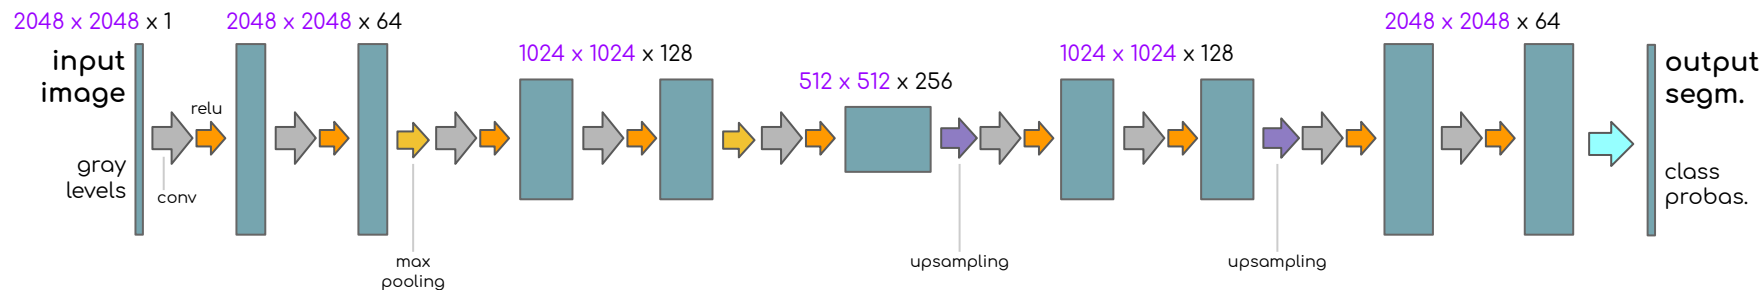 2048 x 2048 x 1
2048 x 2048 x 64
1024 x 1024 x 128
512 x 512 x 256
1024 x 1024 x 128
2048 x 2048 x 64
input
image
gray
levels
conv
relu
max
pooling
upsampling
upsampling
output
segm.
class
probas.